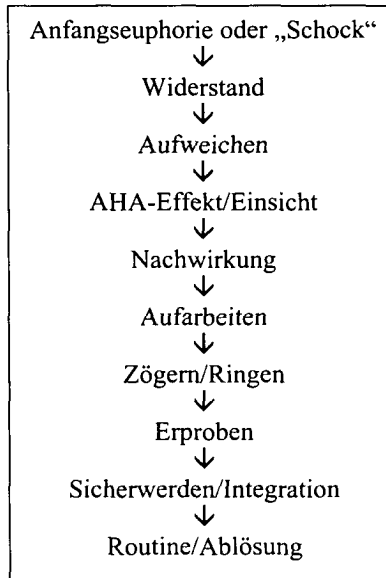 Anfangseuphorie oder „Schock“
Widerstand
Aufweichen
AHA-Effekt/Einsicht
Nachwirkung
Aufarbeiten
Zögern/Ringen
Erproben
Sicherwerden/Integration
Routine/Ablösung